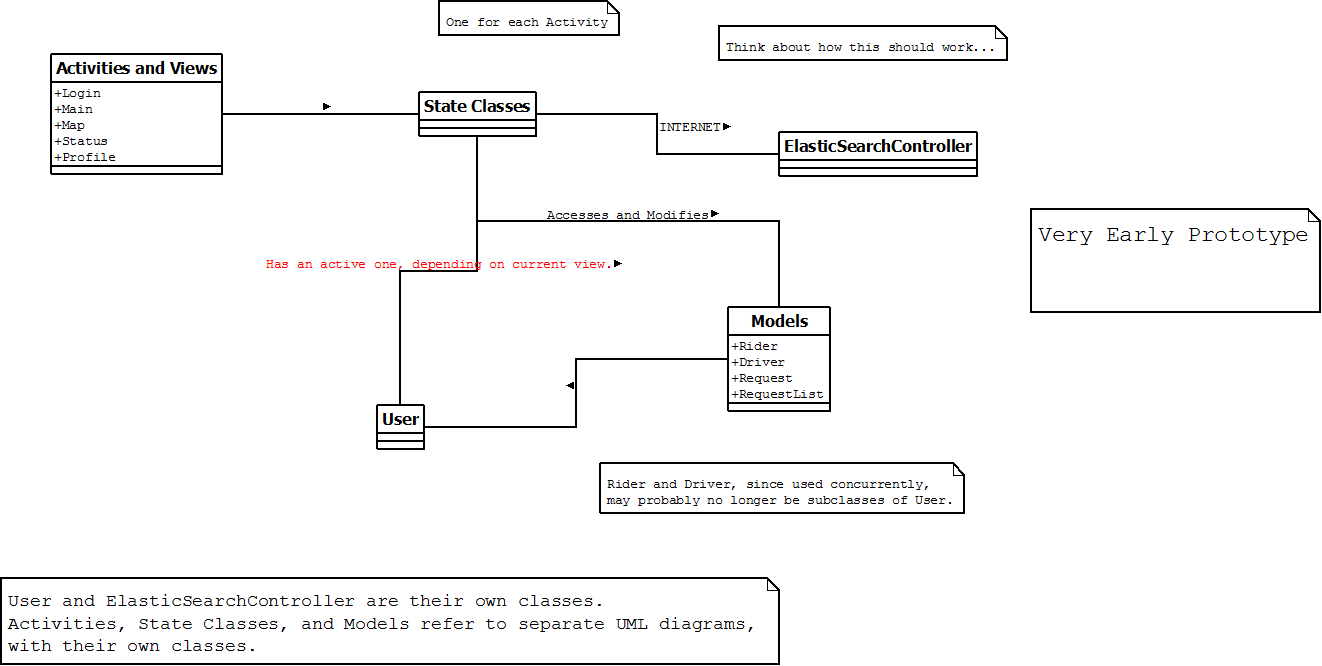 One for each Activity
Think about how this should work...
Activities and Views
+Login
+Main
+Map
+Status
+Profile
State Classes
INTERNET
ElasticSearchController
Accesses and Modifies
Very Early Prototype
Has an active one, depending on current view.
Models
+Rider
+Driver
+Request
+RequestList
User
Rider and Driver, since used concurrently,
may probably no longer be subclasses of User.
User and ElasticSearchController are their own classes.
Activities, State Classes, and Models refer to separate UML diagrams,
with their own classes.